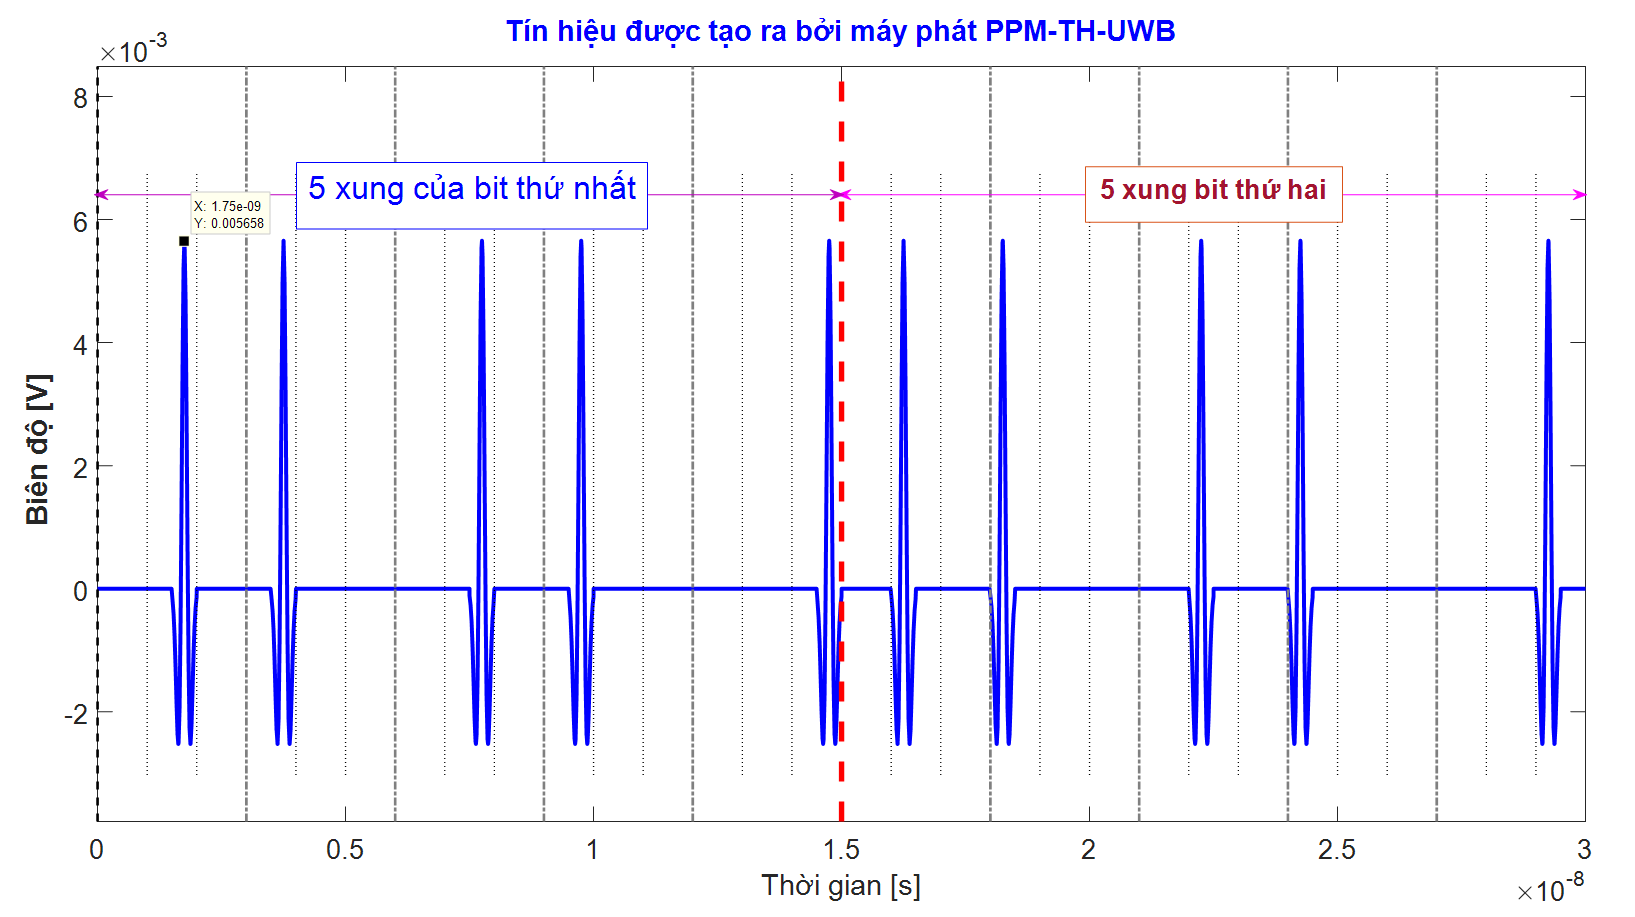 Tín hiệu được tạo ra bởi máy phát PPM-TH-UWB
×10-3
8
6
4
2
0
-2
Biên độ [V]
5 xung của bit thứ nhất
5 xung bit thứ hai
X: 1.75e-09
Y: 0.005658
0
0.5
1
1.5
2
2.5
3
Thời gian [s]
×10-8